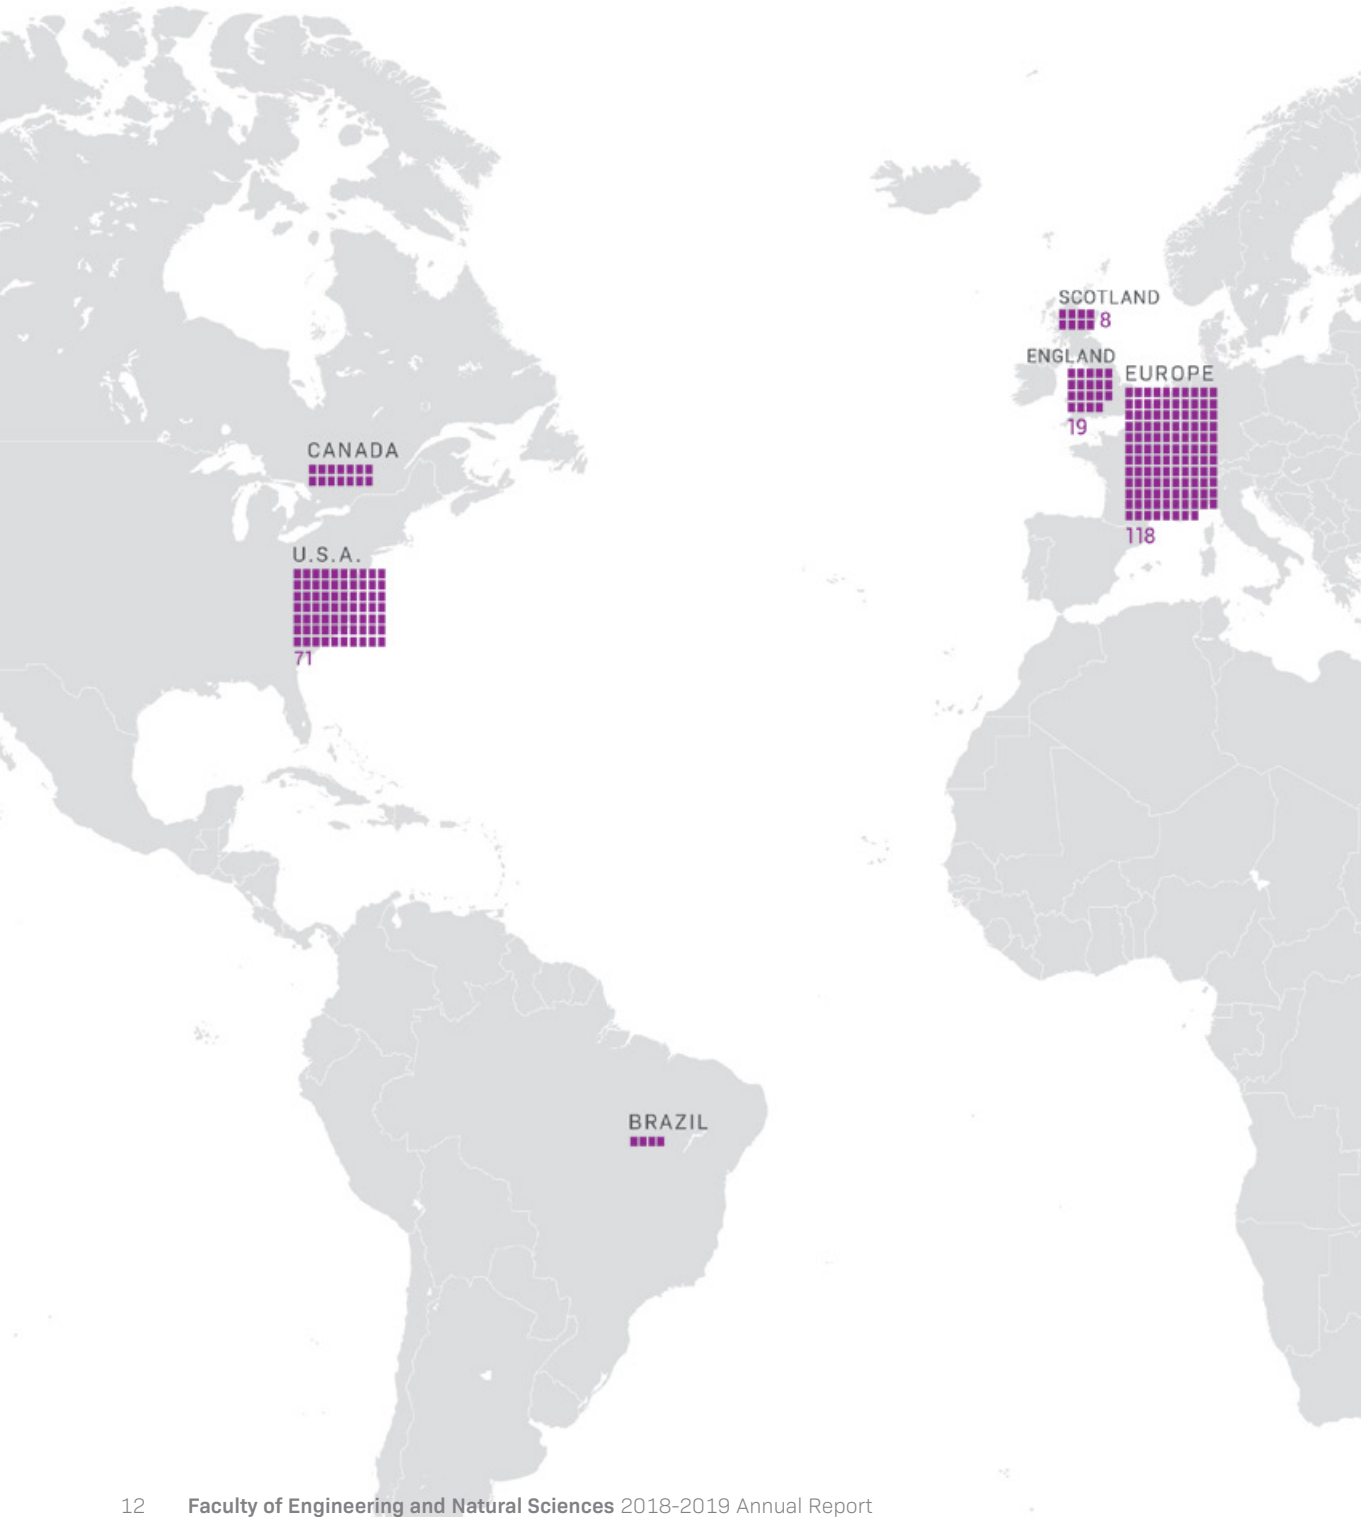 SCOTLAND
8
ENGLAND
19
EUROPE
118
CANADA
U.S.A.
71
BRAZIL
12 Faculty of Engineering and Natural Sciences 2018-2019 Annual Report